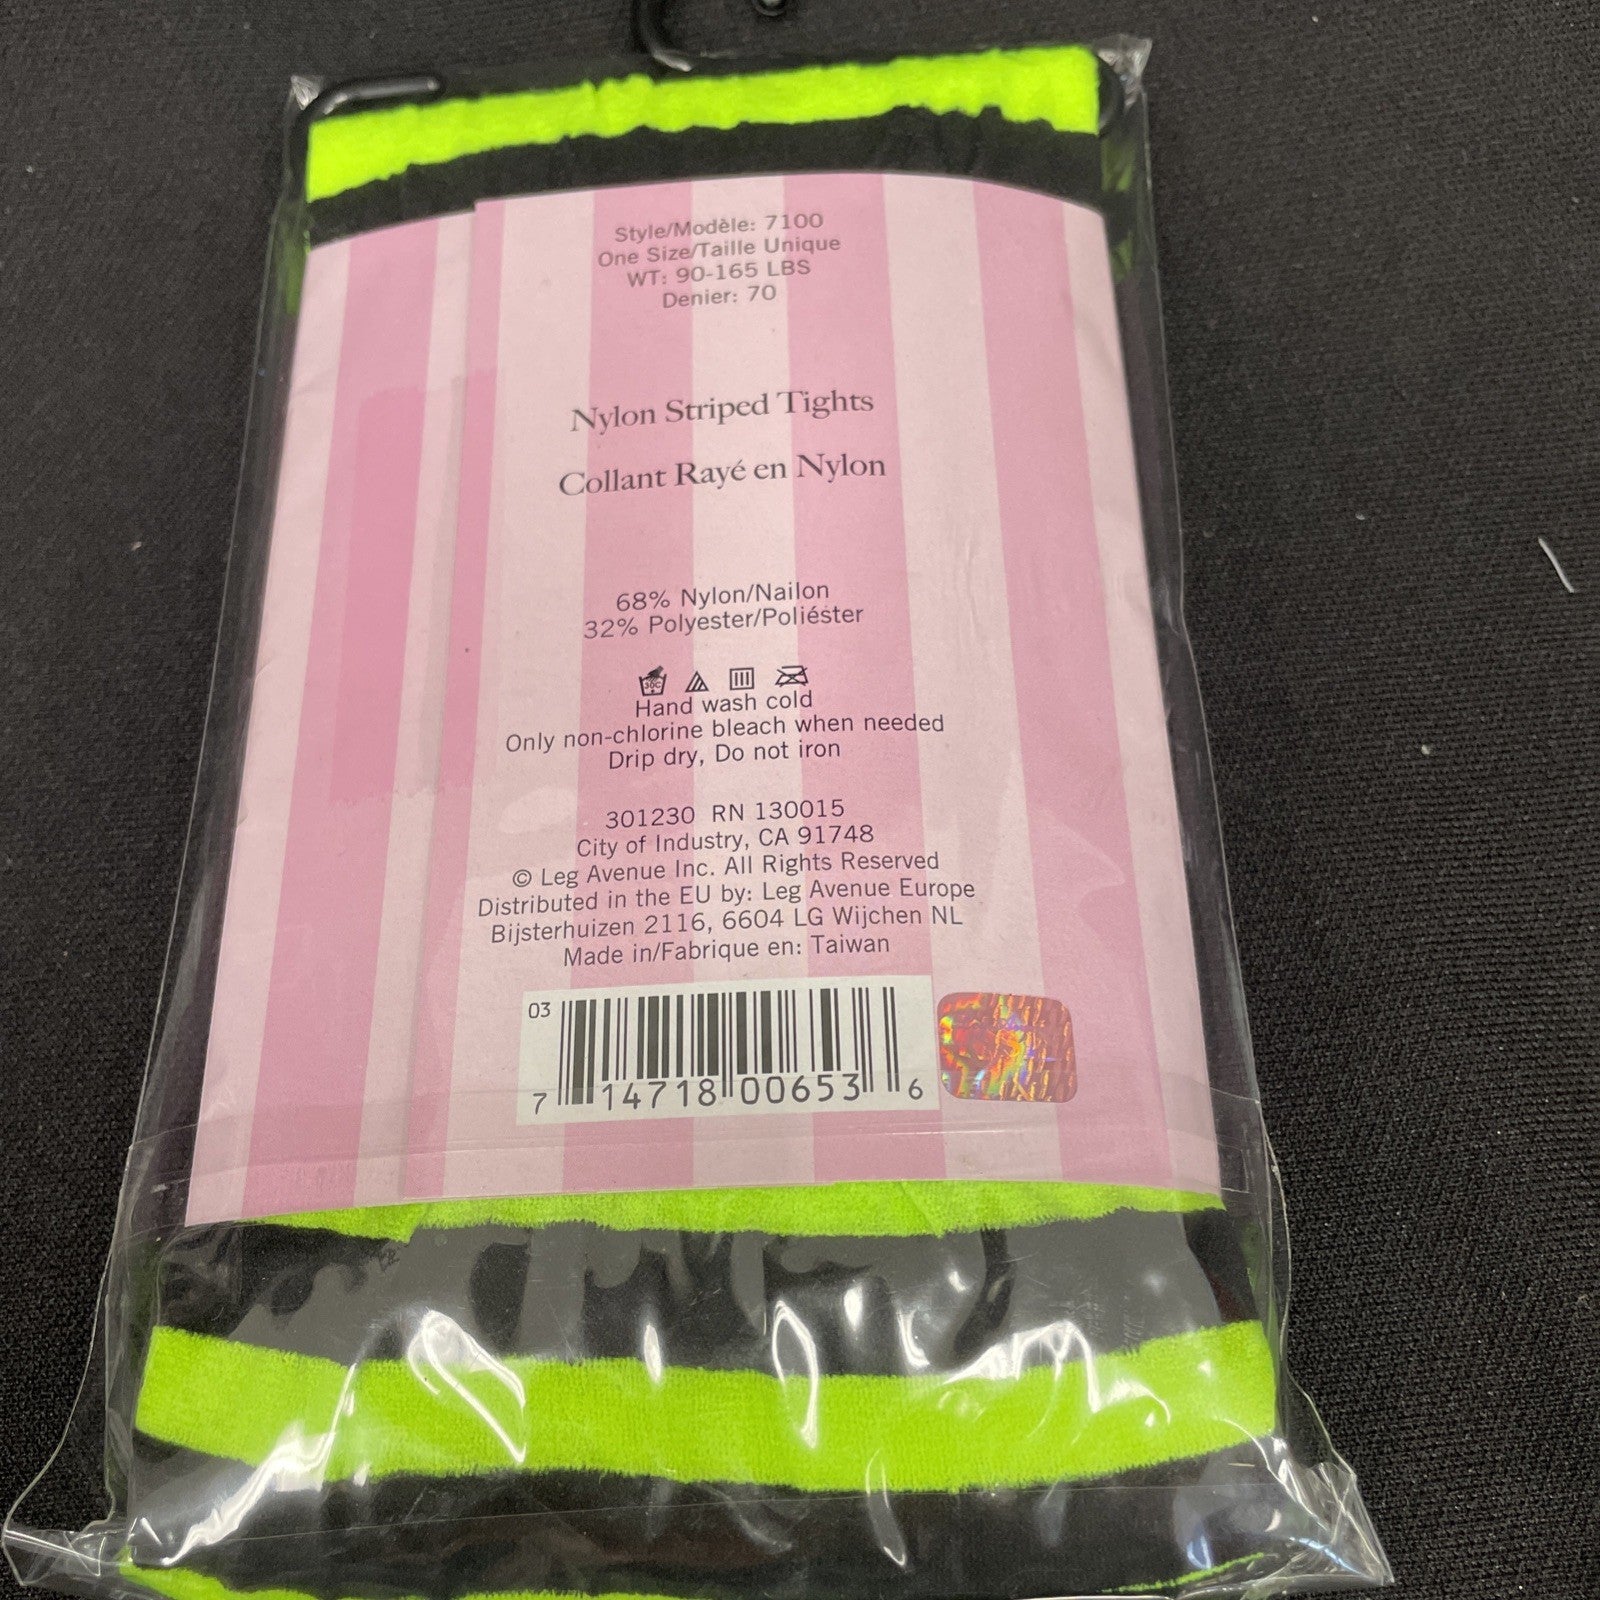 Style/Modèle: 7100
One Size/Taille Unique
WT: 90-165 LBS
Denier: 70
Nylon Striped Tights
Collant Rayé en Nylon
68% Nylon/Nailon
32% Polyester/Poliéster
30C
Hand wash cold
Only non-chlorine bleach when needed
Drip dry, Do not iron
301230 RN 130015
City of Industry, CA 91748
© Leg Avenue Inc. All Rights Reserved
Distributed in the EU by: Leg Avenue Europe
Bijsterhuizen 2116, 6604 LG Wijchen NL
Made in/Fabrique en: Taiwan
03
7 14718 00653 6